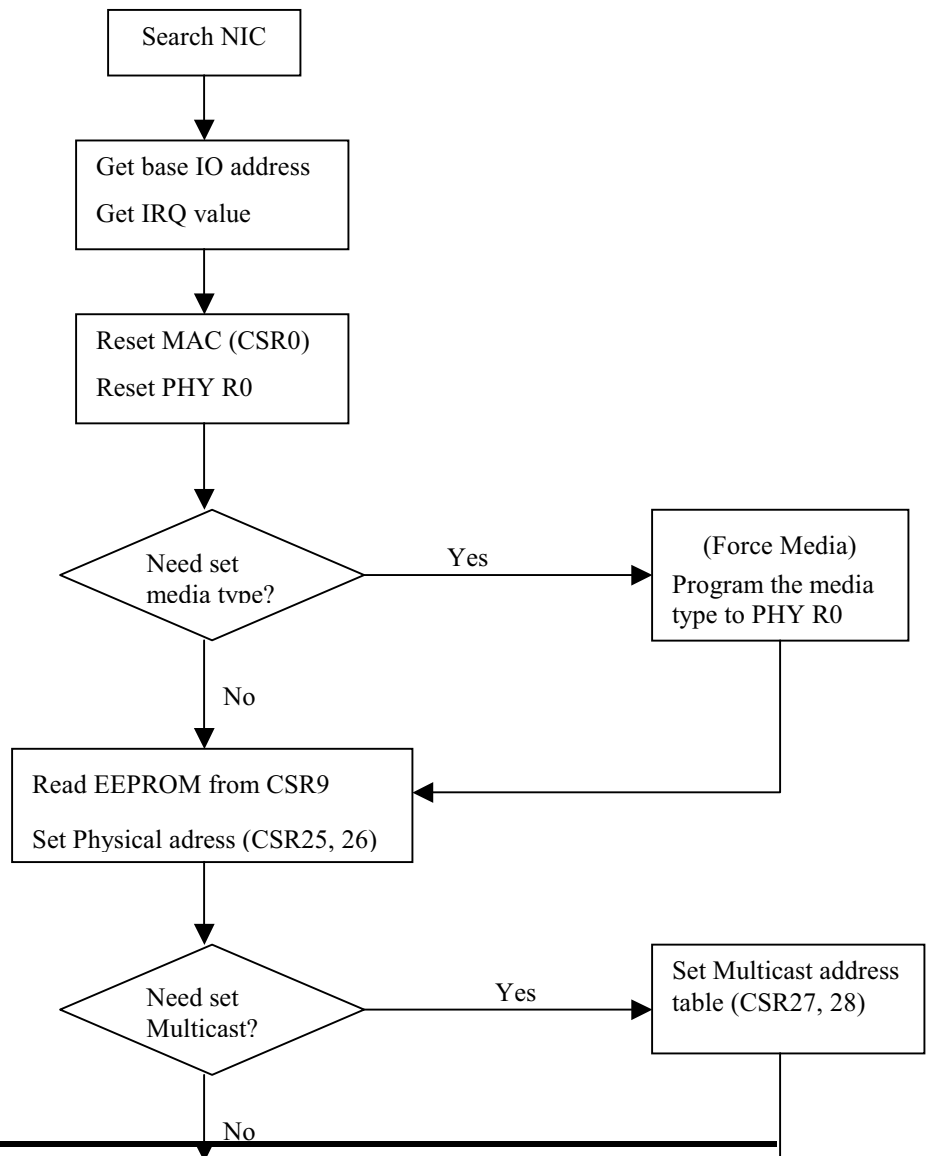 Search NIC
Get base IO address
Get IRQ value
Reset MAC (CSR0)
Reset PHY R0
Need set
media type?
Yes
(Force Media)
Program the media
type to PHY R0
No
Read EEPROM from CSR9
Set Physical adress (CSR25, 26)
Need set
Multicast?
Yes
Set Multicast address
table (CSR27, 28)
No